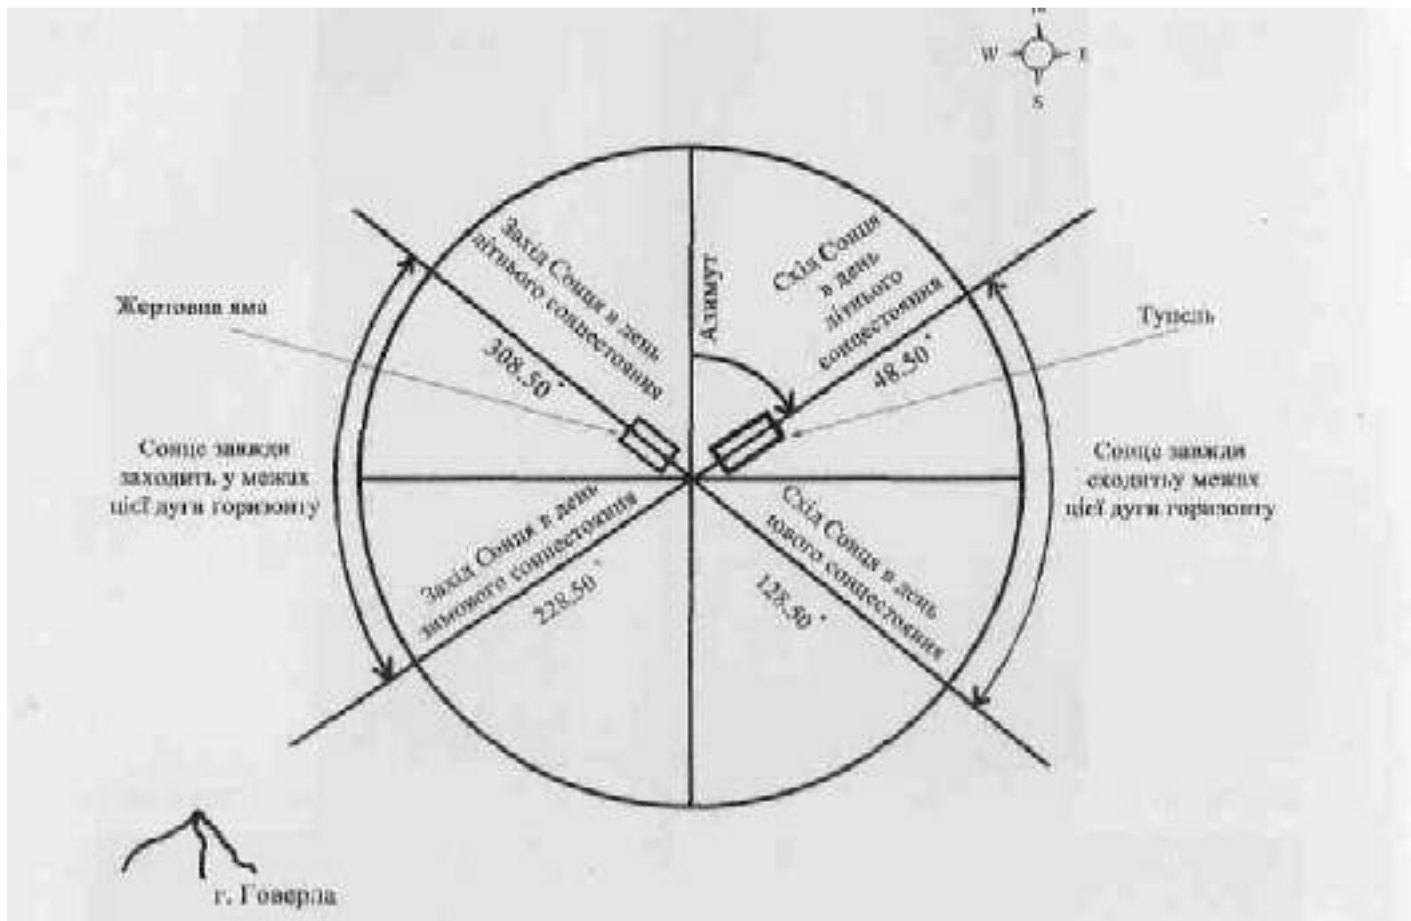 W
S
Захід Сонця в день
літнього сонцестояння
308.50°
Азимут
Схід Сонця
в день
літнього
сонцестояння
48.50°
Жертовна яма
Тунель
Сонце завжди
заходить у межах
цієї дуги горизонту
Сонце завжди
сходитьу межах
цієї дуги горизонту
Захід Сонця в день
зимового сонцестояння
228.50°
Схід Сонця в день
сонцестояння
128.50°
г. Говерла